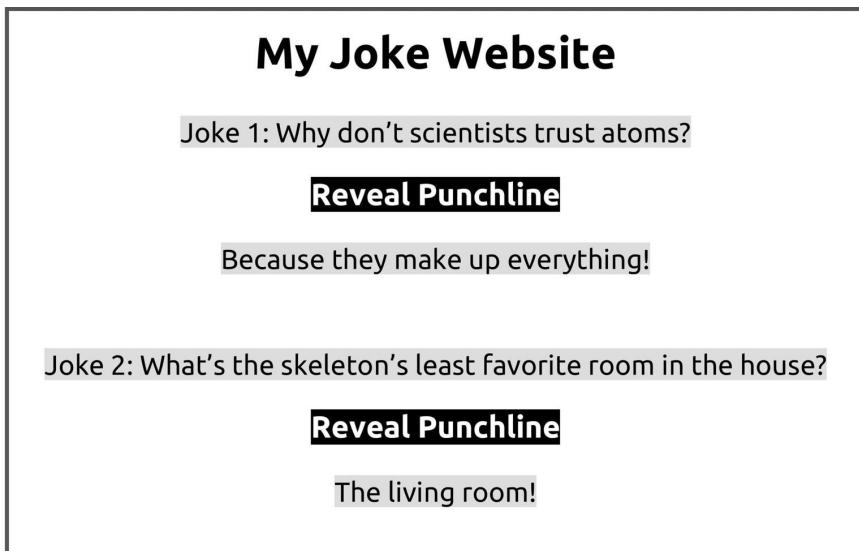 My Joke Website
Joke 1: Why don’t scientists trust atoms?
Reveal Punchline
Because they make up everything!
Joke 2: What’s the skeleton’s least favorite room in the house?
Reveal Punchline
The living room!